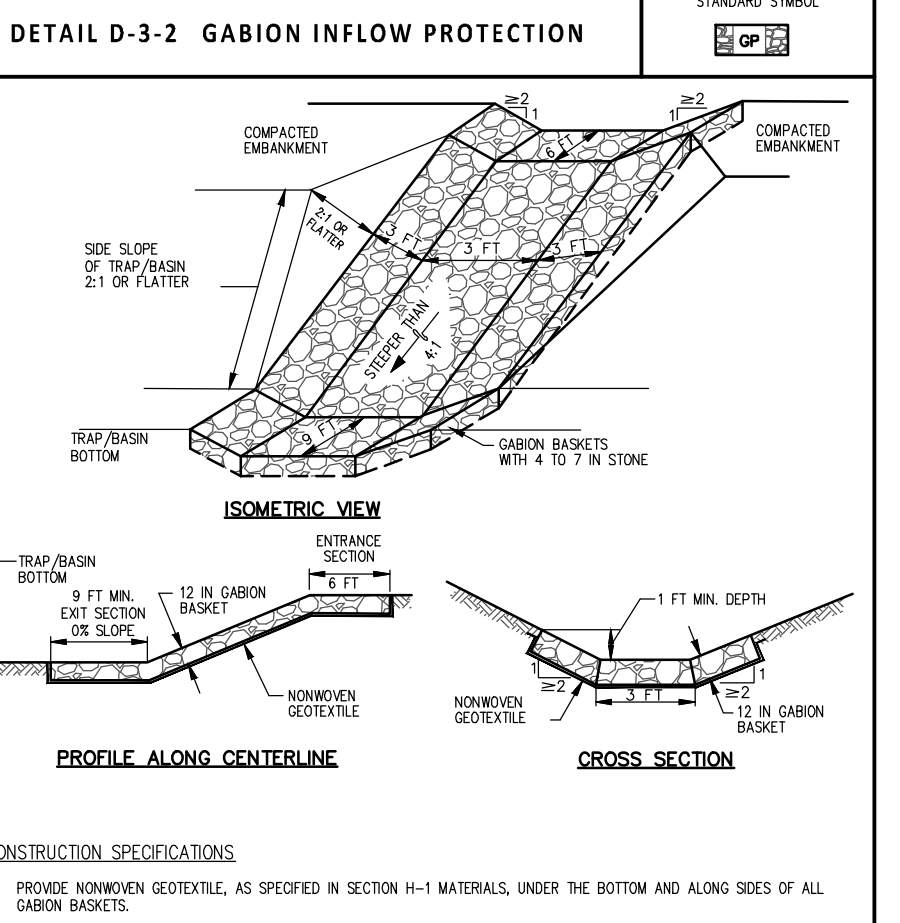 STANDARD SYMBOL
DETAIL D-3-2 GABION INFLOW PROTECTION
GP
≥2
1
≥2
1
COMPACTED
EMBANKMENT
COMPACTED
EMBANKMENT
6 FT
2:1 OR
FLATTER
3 FT
3 FT
3 FT
SIDE SLOPE
OF TRAP/BASIN
2:1 OR FLATTER
STEEPER THAN
4:1
9 FT
TRAP/BASIN
BOTTOM
GABION BASKETS
WITH 4 TO 7 IN STONE
ISOMETRIC VIEW
TRAP/BASIN
BOTTOM
9 FT MIN.
EXIT SECTION
0% SLOPE
12 IN GABION
BASKET
ENTRANCE
SECTION
6 FT
NONWOVEN
GEOTEXTILE
PROFILE ALONG CENTERLINE
1 FT MIN. DEPTH
1
≥2
3 FT
≥2
1
NONWOVEN
GEOTEXTILE
12 IN GABION
BASKET
CROSS SECTION
ONSTRUCTION SPECIFICATIONS
PROVIDE NONWOVEN GEOTEXTILE, AS SPECIFIED IN SECTION H-1 MATERIALS, UNDER THE BOTTOM AND ALONG SIDES OF ALL
GABION BASKETS.